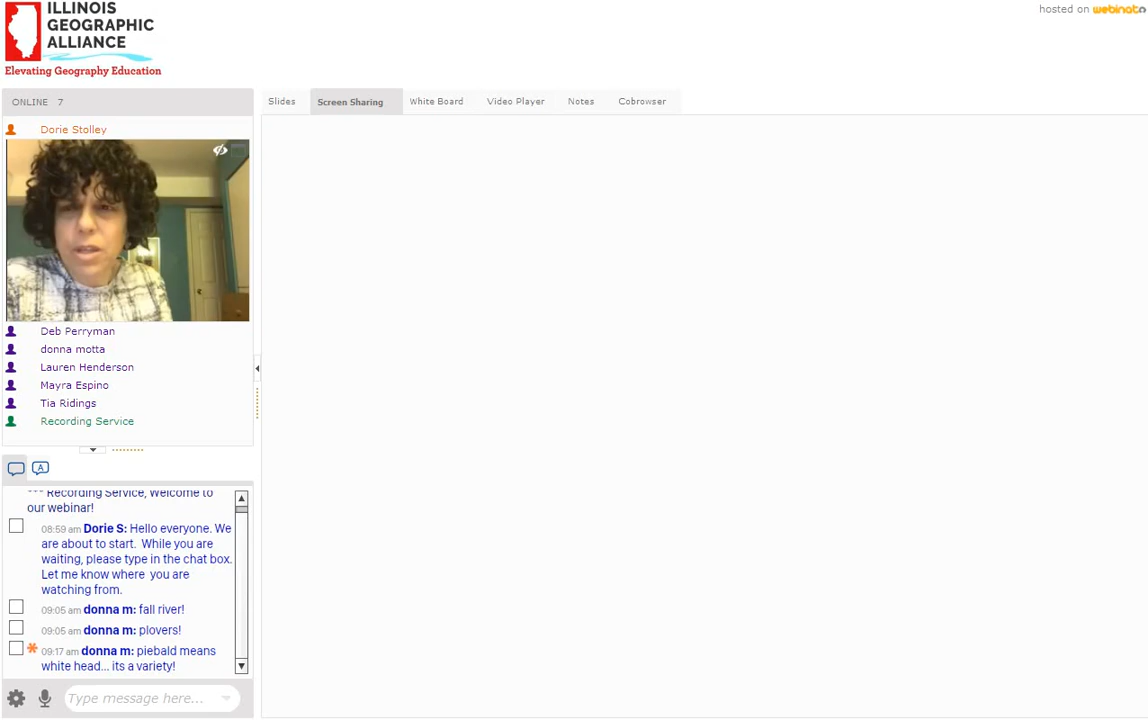 ILLINOIS
GEOGRAPHIC
ALLIANCE
Elevating Geography Education
hosted on webinato
ONLINE 7
Slides
Screen Sharing
White Board
Video Player
Notes
Cobrowser
Dorie Stolley
Deb Perryman
donna motta
Lauren Henderson
Mayra Espino
Tia Ridings
Recording Service
A
*** Recording Service, Welcome to
our webinar!
08:59 am Dorie S: Hello everyone. We
are about to start. While you are
waiting, please type in the chat box.
Let me know where you are
watching from.
09:05 am donna m: fall river!
09:05 am donna m: plovers!
09:17 am donna m: piebald means
white head... its a variety!
Type message here...